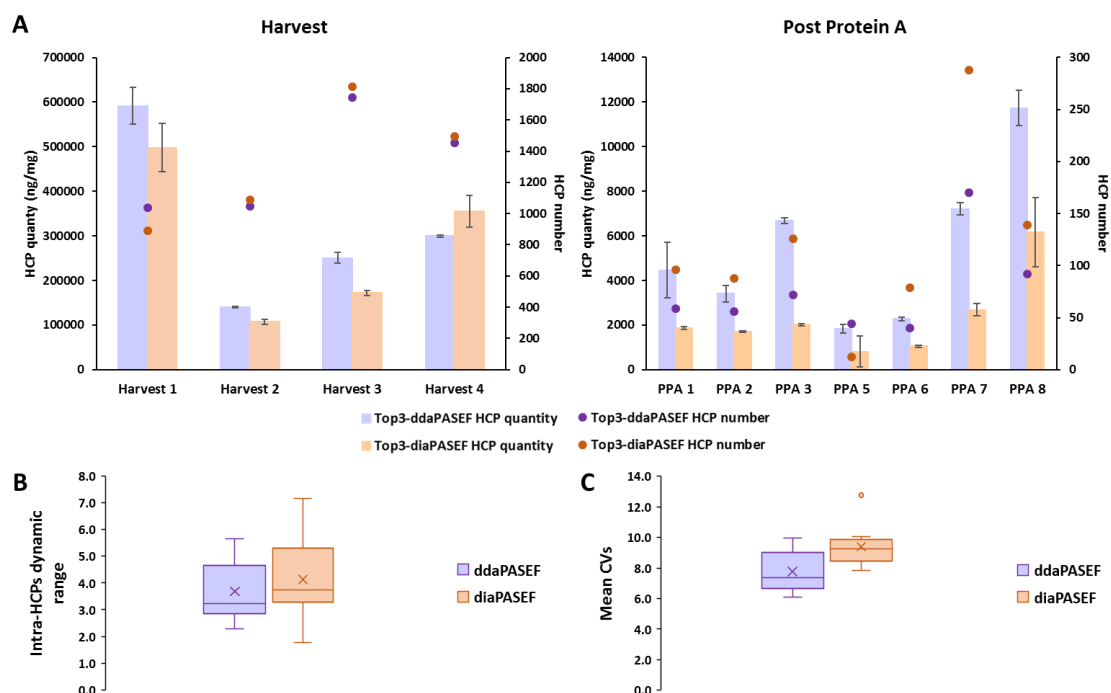 A
Harvest
Post Protein A
700000
600000
500000
400000
300000
200000
100000
0
HCP quanty (ng/mg)
2000
1800
1600
1400
1200
1000
800
600
400
200
0
HCP number
Harvest 1 Harvest 2 Harvest 3 Harvest 4
14000
12000
10000
8000
6000
4000
2000
0
HCP quanty (ng/mg)
300
250
200
150
100
50
0
HCP number
PPA 1 PPA 2 PPA 3 PPA 5 PPA 6 PPA 7 PPA 8
Top3-ddaPASEF HCP quantity Top3-ddaPASEF HCP number
Top3-diaPASEF HCP quantity Top3-diaPASEF HCP number
B
8.0
7.0
6.0
5.0
4.0
3.0
2.0
1.0
0.0
Intra-HCPs dynamic
range
ddaPASEF
diaPASEF
C
14.0
12.0
10.0
8.0
6.0
4.0
2.0
0.0
Mean CVs
ddaPASEF
diaPASEF